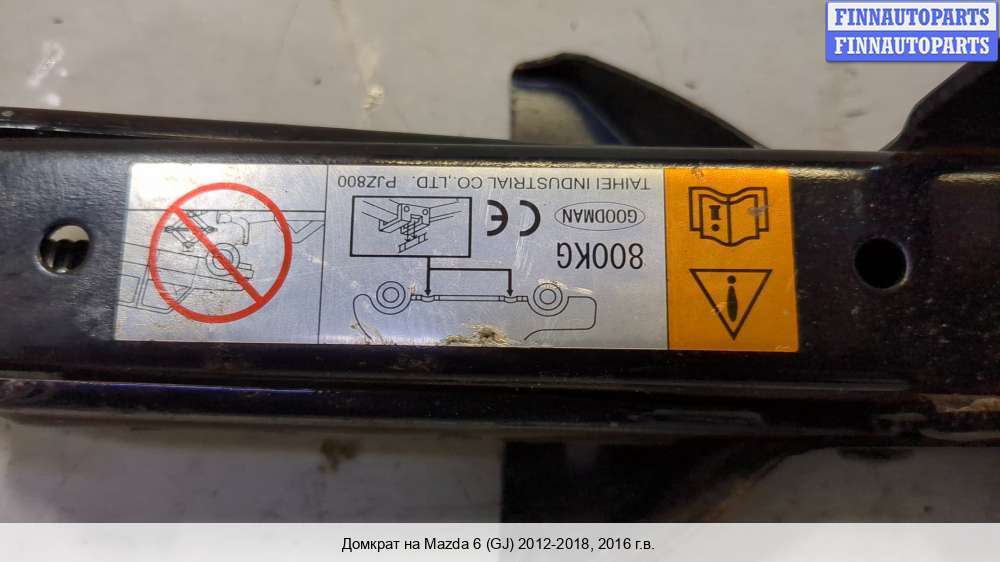 FINNAUTOPARTS
FINNAUTOPARTS
800KG
GOODMAN
CE
TAIHEI INDUSTRIAL CO.,LTD. PJZ800
Домкрат на Mazda 6 (GJ) 2012-2018, 2016 г.в.